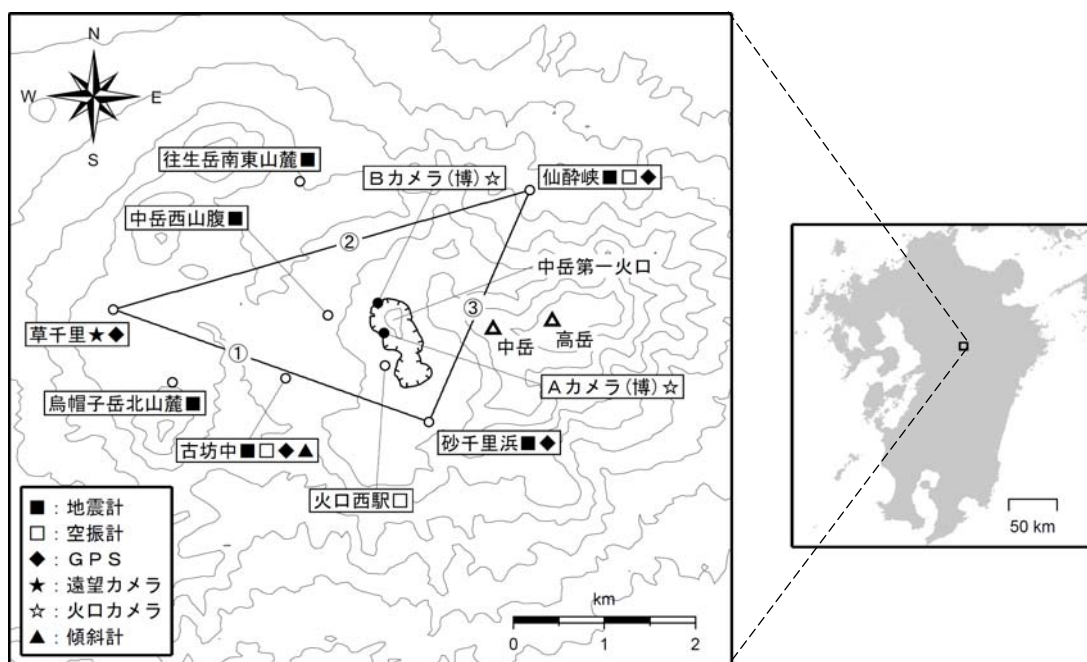 N
W
E
S
往生岳南東山麓■
Bカメラ(博)☆
仙酔峡■□◆
中岳西山腹■
②
中岳第一火口
③
草千里★◆
中岳
高岳
①
烏帽子岳北山麓■
Aカメラ(博)☆
古坊中■□◆▲
砂千里浜■◆
火口西駅□
■：地震計
□：空振計
◆：GPS
★：遠望カメラ
☆：火口カメラ
▲：傾斜計
km
0 1 2
50 km